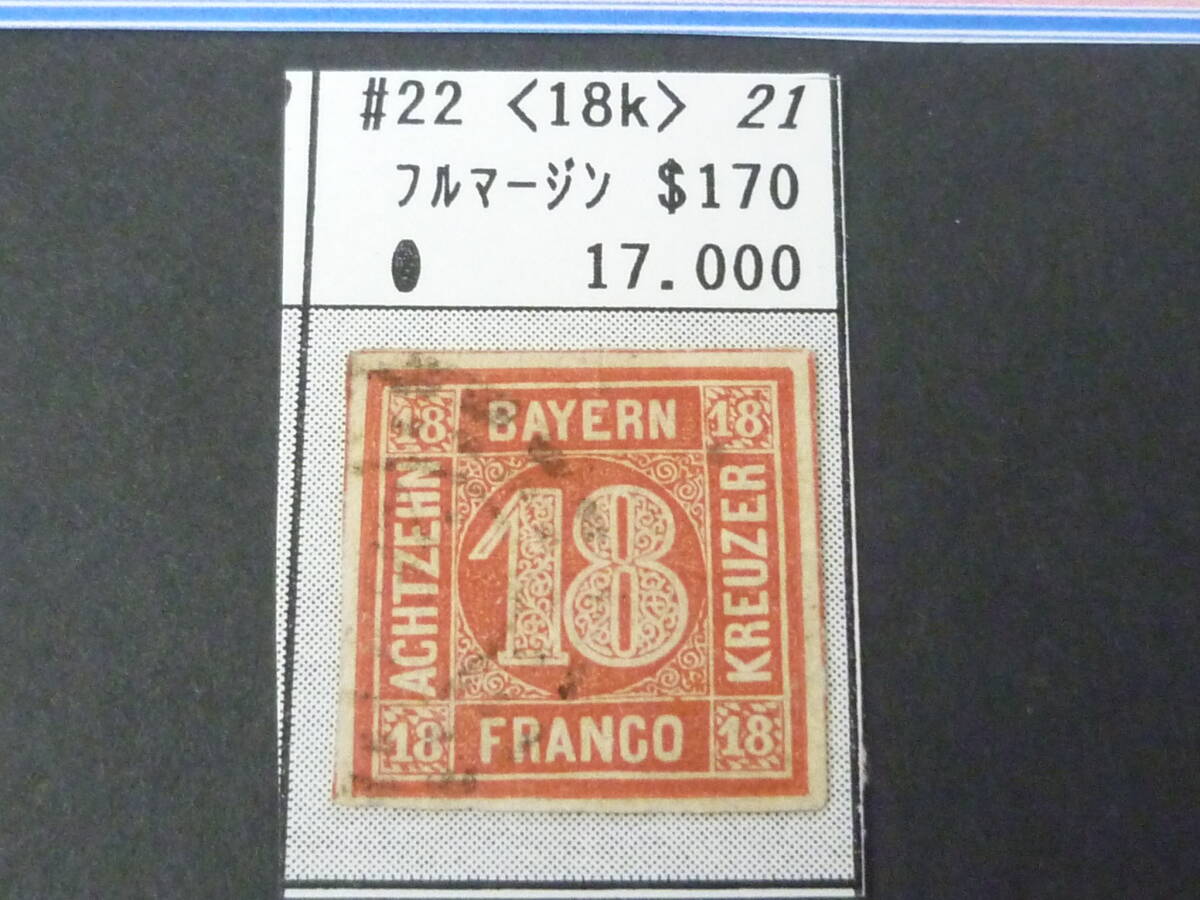 #22 <18k> 21
フルマージン $170
17.000
18 BAYERN 18
ACHTZEHN
18
KREUZER
18 FRANCO 18